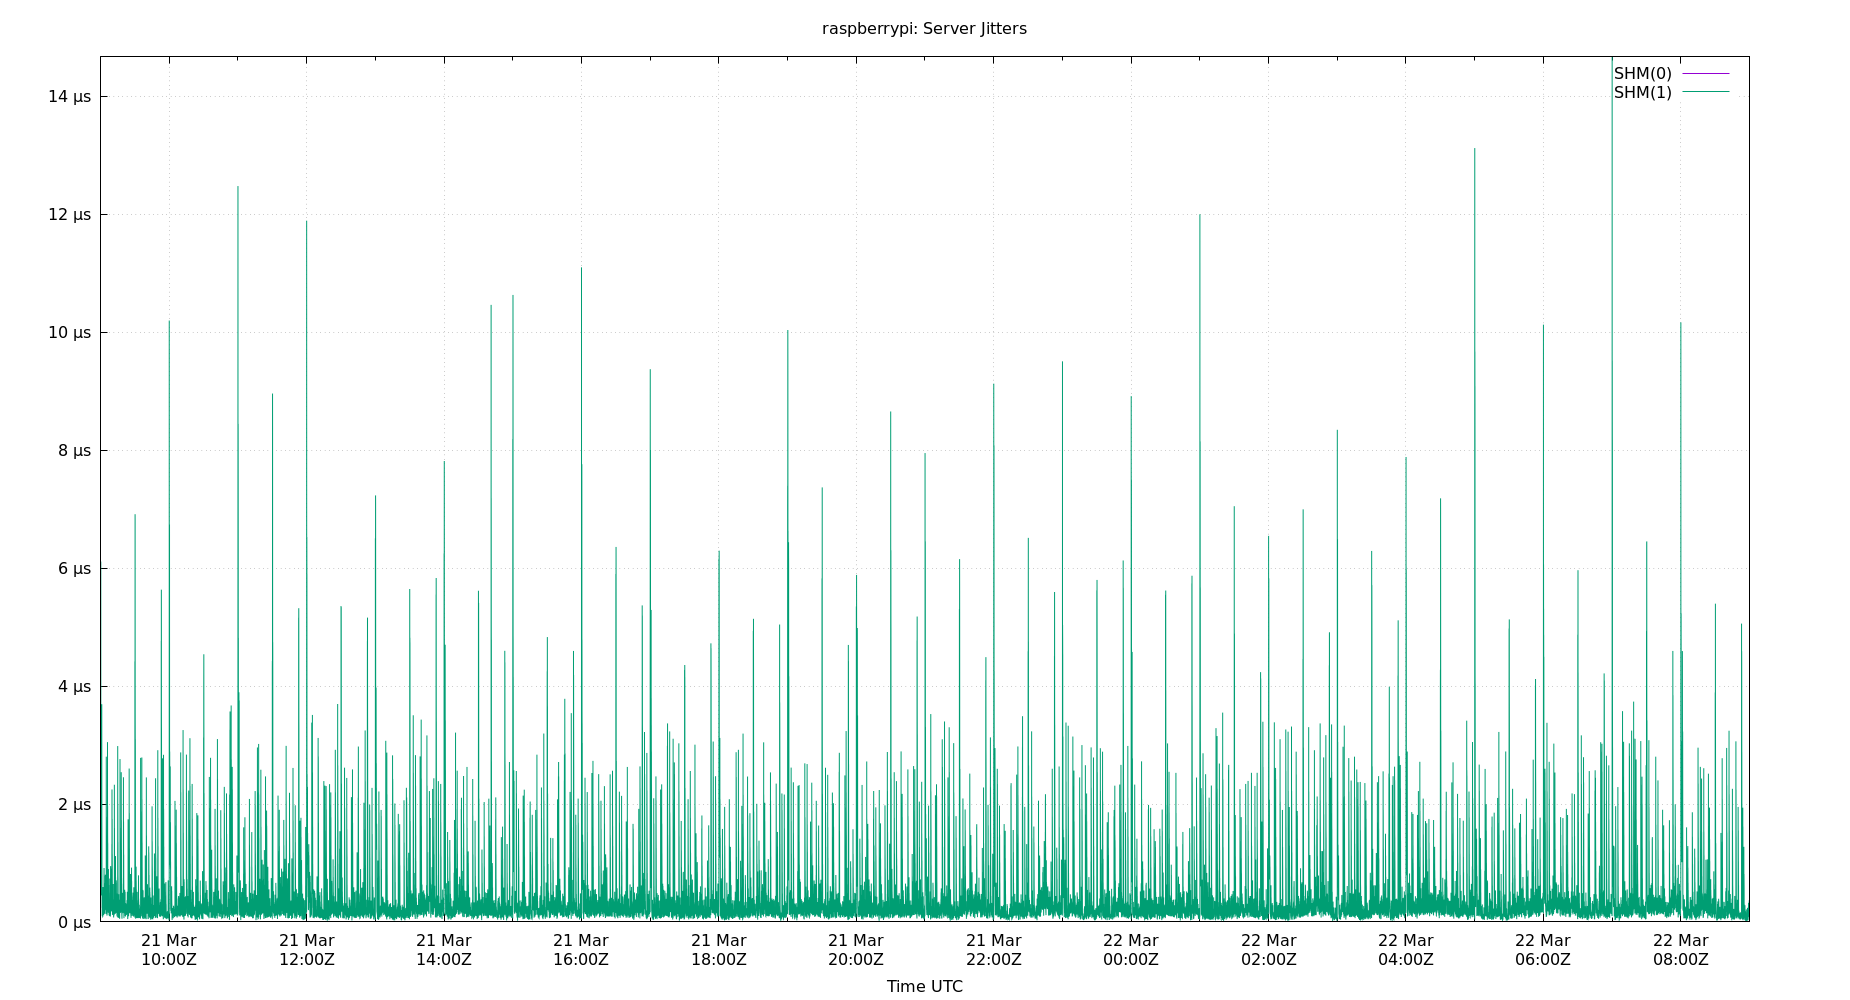 raspberrypi: Server Jitters
SHM(0)
SHM(1)
14 µs
12 µs
10 µs
8 µs
6 µs
4 µs
2 µs
0 µs
21 Mar 21 Mar 21 Mar 21 Mar 21 Mar 21 Mar 21 Mar 22 Mar 22 Mar 22 Mar 22 Mar 22 Mar
10:00Z 12:00Z 14:00Z 16:00Z 18:00Z 20:00Z 22:00Z 00:00Z 02:00Z 04:00Z 06:00Z 08:00Z
Time UTC